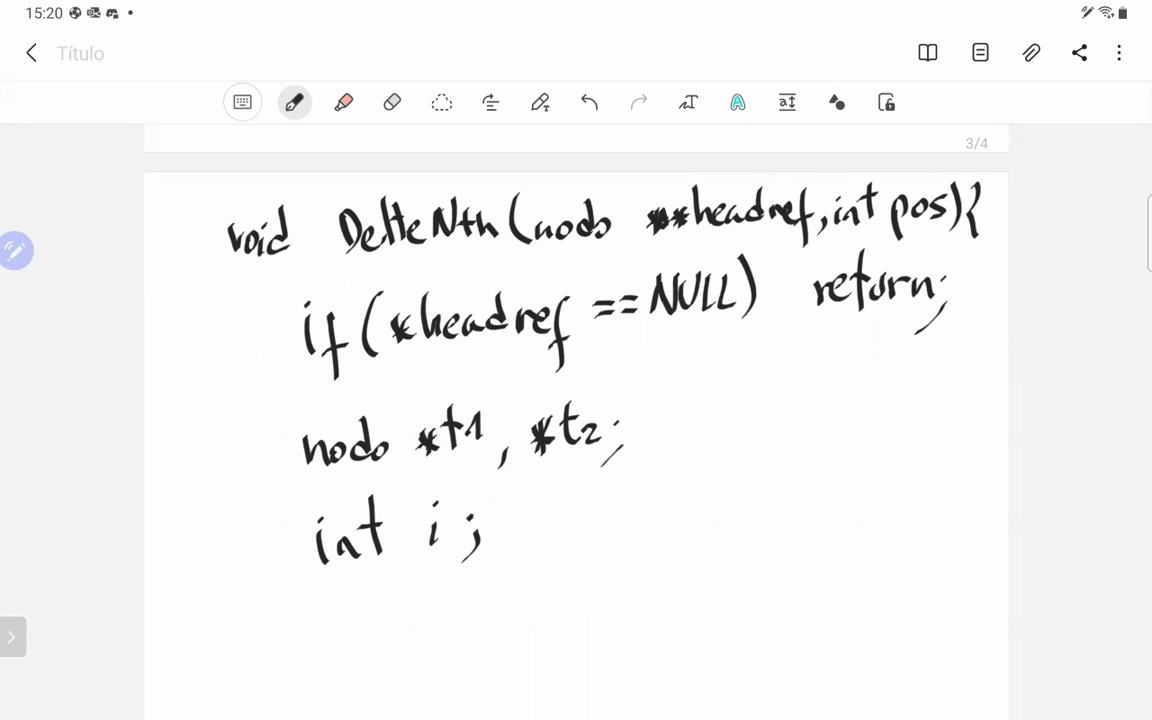 15:20
Título
3/4
void DelteNth(nodo **headref, int pos){
if(*headref == NULL) return;
nodo *t1, *t2;
int i;